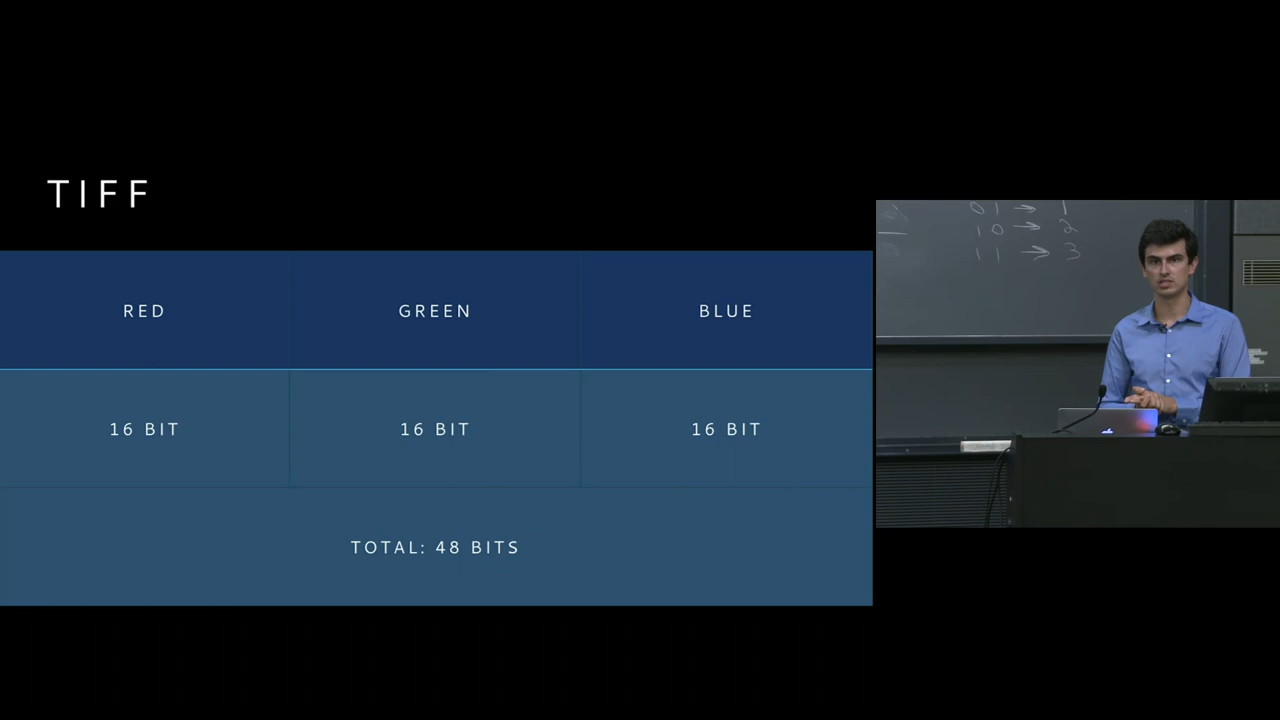 TIFF
RED GREEN BLUE
16 BIT 16 BIT 16 BIT
TOTAL: 48 BITS
01 → 1
10 → 2
11 → 3